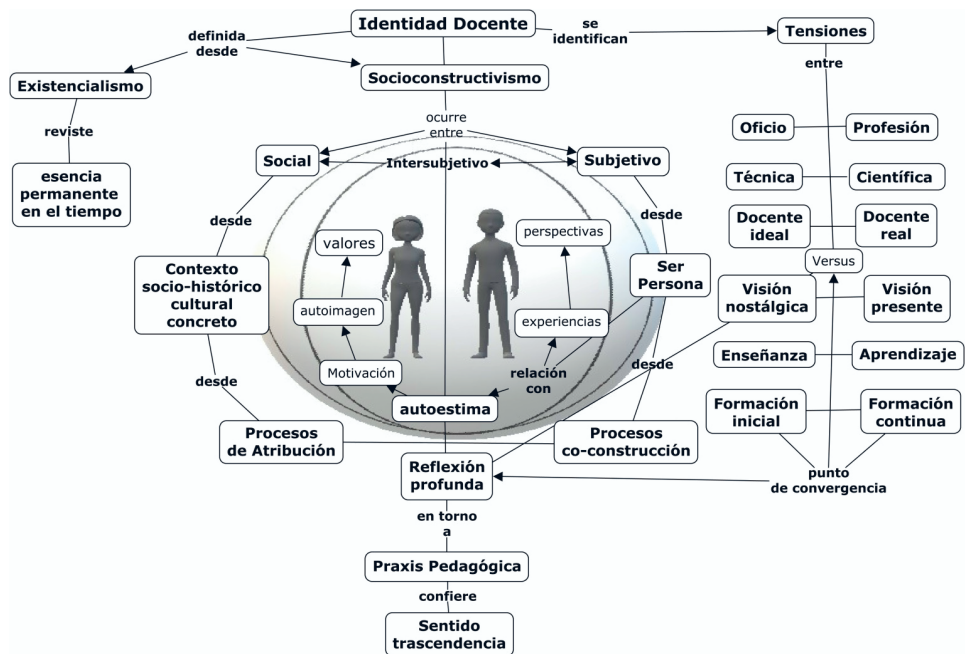 Identidad Docente
se
identifican
Tensiones
definida
desde
entre
Existencialismo
Socioconstructivismo
reviste
ocurre
entre
esencia
permanente
en el tiempo
Social
Intersubjetivo
Subjetivo
desde
desde
valores
perspectivas
Contexto
socio-histórico
cultural
concreto
Ser
Persona
autoimagen
experiencias
Motivación
relación
con
desde
desde
autoestima
Procesos
de Atribución
Procesos
co-construcción
Reflexión
profunda
en torno
a
Praxis Pedagógica
confiere
Sentido
trascendencia
Oficio
Profesión
Técnica
Científica
Docente
ideal
Docente
real
Versus
Visión
nostálgica
Visión
presente
Enseñanza
Aprendizaje
Formación
inicial
Formación
continua
punto
de convergencia